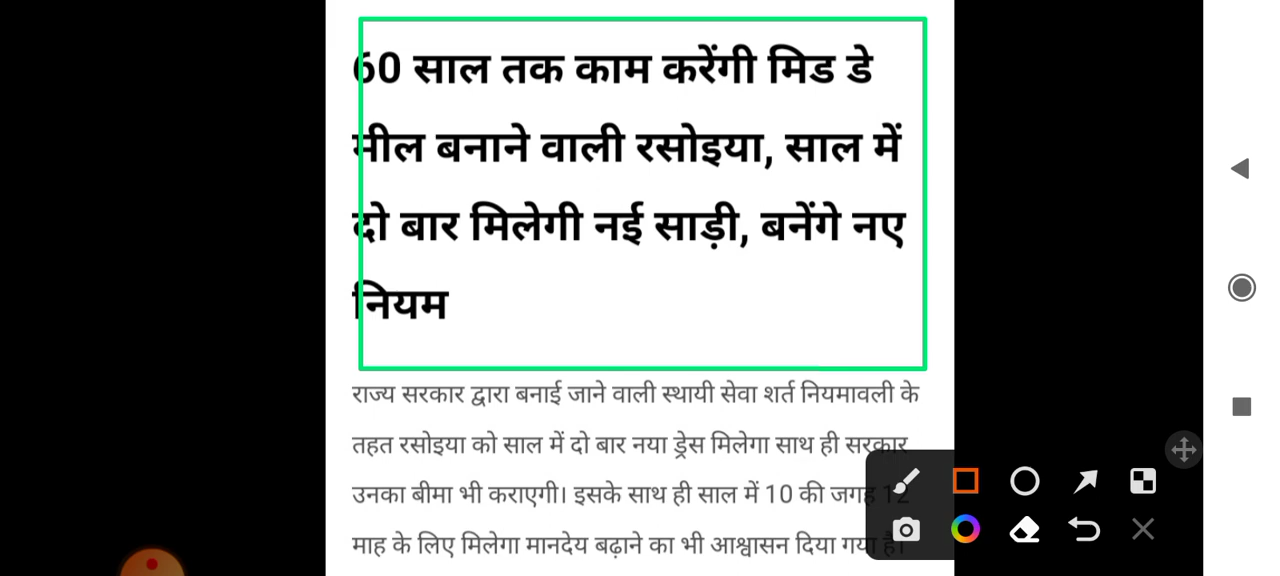 60 साल तक काम करेंगी मिड डे
मील बनाने वाली रसोइया, साल में
दो बार मिलेगी नई साड़ी, बनेंगे नए
नियम
राज्य सरकार द्वारा बनाई जाने वाली स्थायी सेवा शर्त नियमावली के
तहत रसोइया को साल में दो बार नया ड्रेस मिलेगा साथ ही सरकार
उनका बीमा भी कराएगी। इसके साथ ही साल में 10 की जगह 12
माह के लिए मिलेगा मानदेय बढ़ाने का भी आश्वासन दिया गया है।